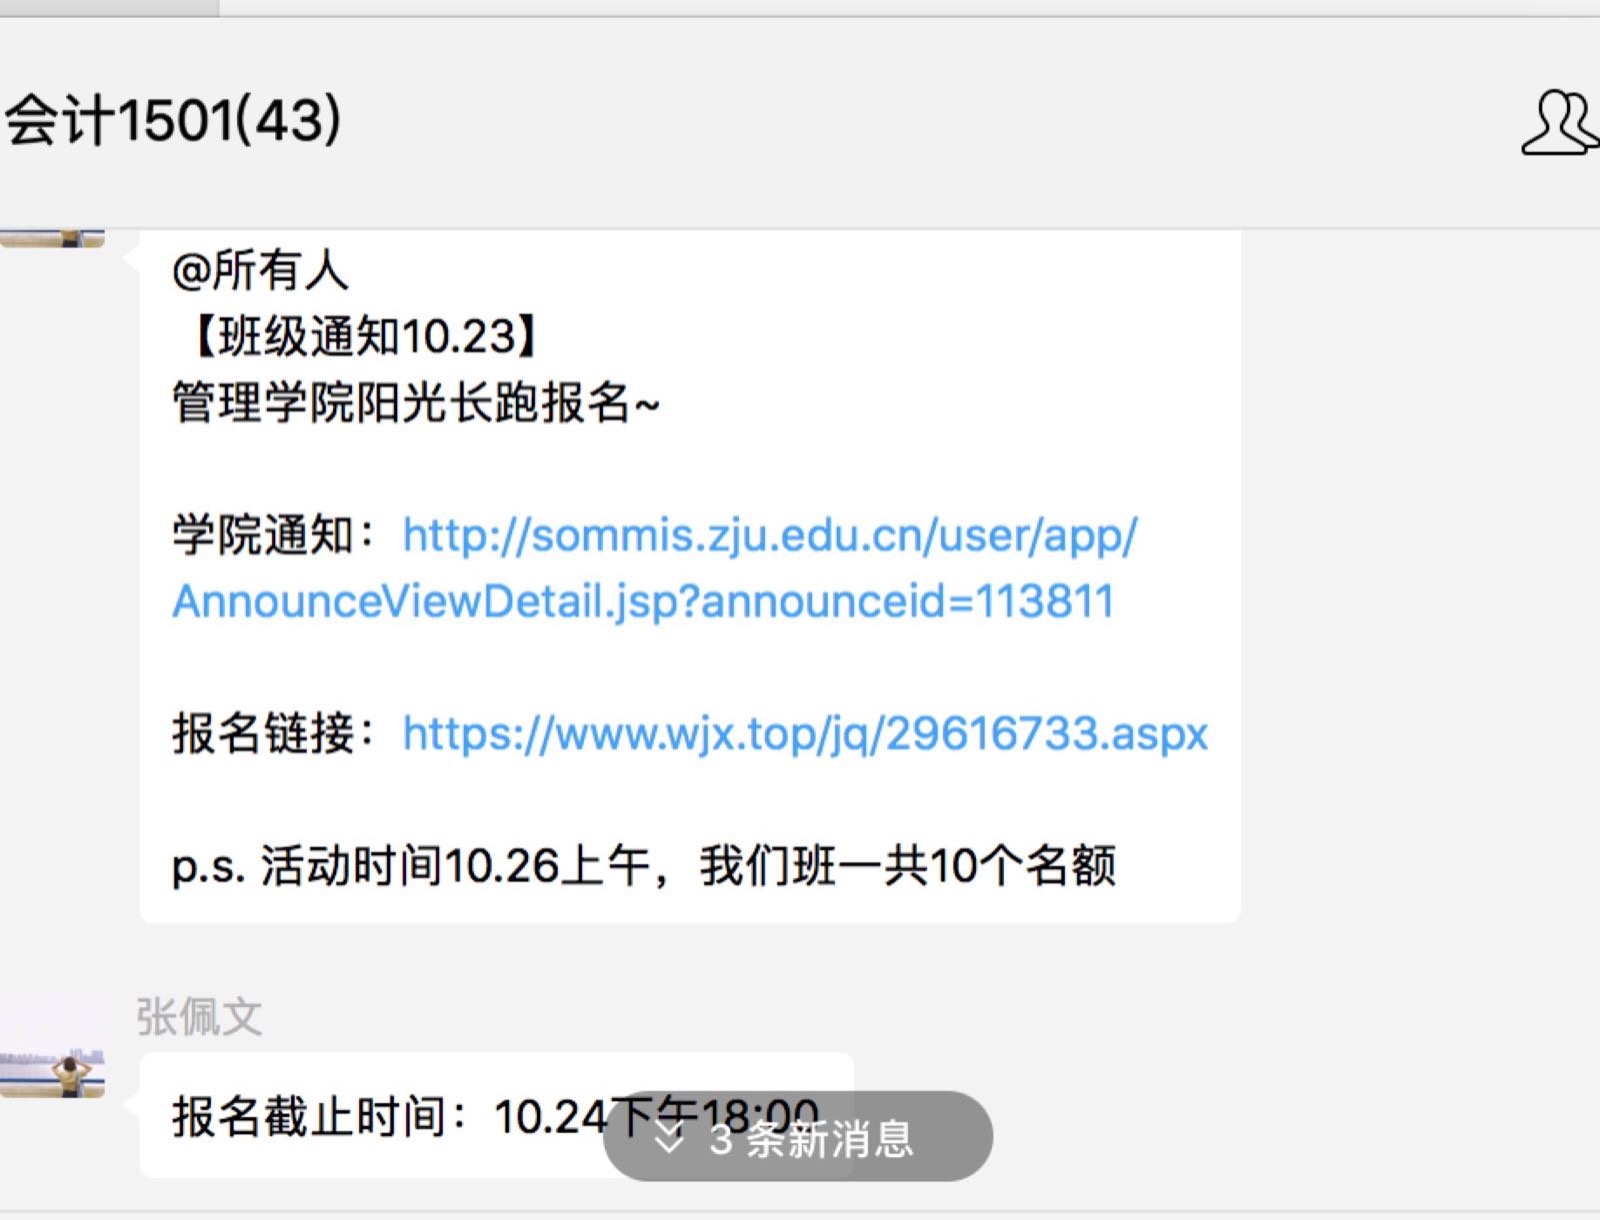 会计1501(43)
@所有人
【班级通知10.23】
管理学院阳光长跑报名~
学院通知：http://sommis.zju.edu.cn/user/app/
AnnounceViewDetail.jsp?announceid=113811
报名链接：https://www.wjx.top/jq/29616733.aspx
p.s. 活动时间10.26上午，我们班一共10个名额
张佩文
报名截止时间：10.24下午18:00
3 条新消息